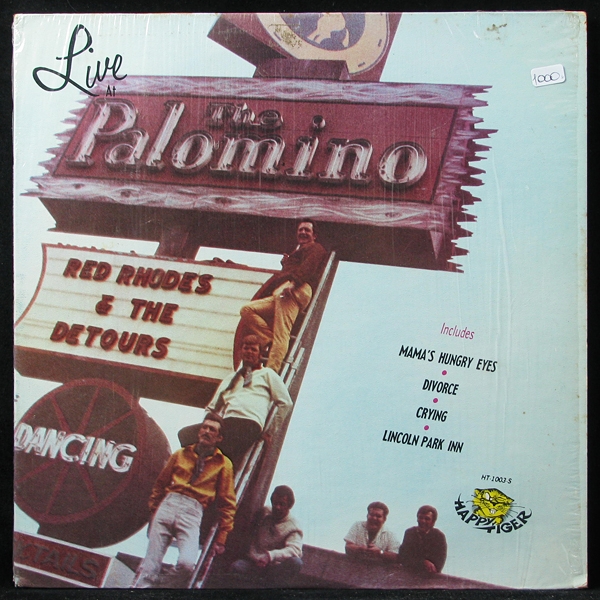 Live
At
The
Palomino
1000.
RED RHODES
& THE
DETOURS
DANCING
Includes
MAMA'S HUNGRY EYES
DIVORCE
CRYING
LINCOLN PARK INN
HT-1003-S
HAPPY TIGER